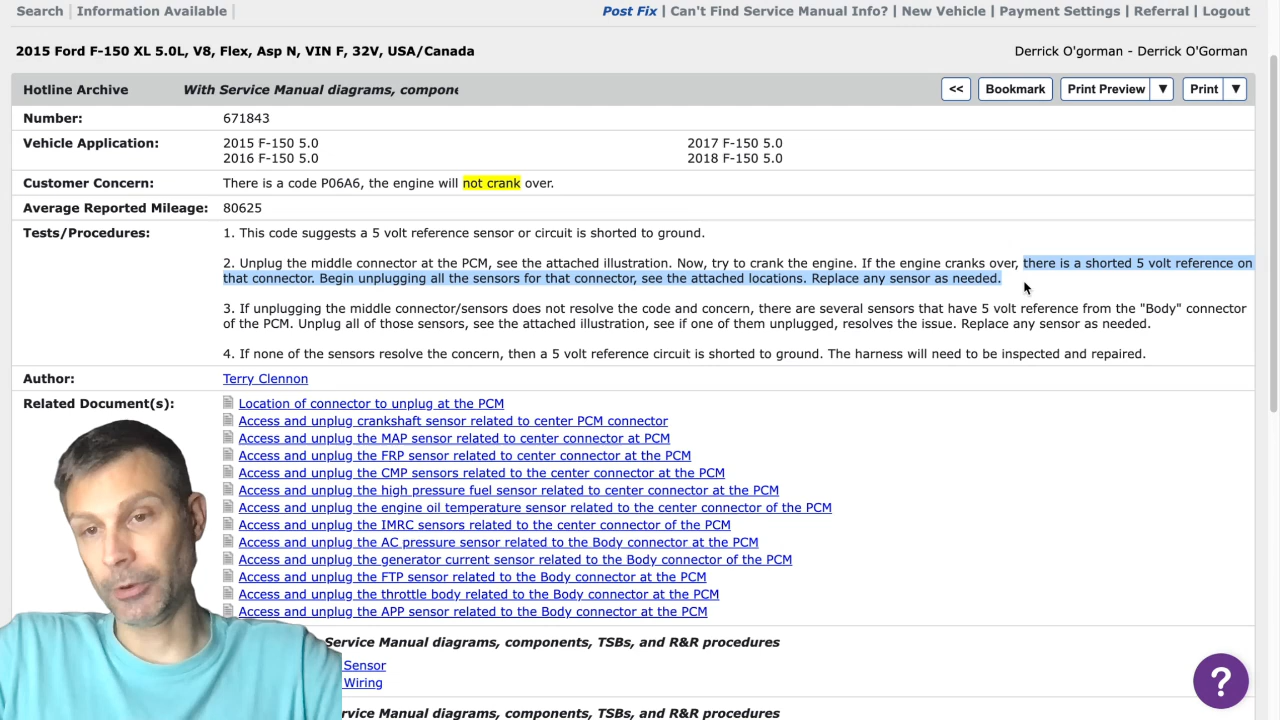 Search | Information Available |
Post Fix | Can't Find Service Manual Info? | New Vehicle | Payment Settings | Referral | Logout
2015 Ford F-150 XL 5.0L, V8, Flex, Asp N, VIN F, 32V, USA/Canada
Derrick O'gorman - Derrick O'Gorman
Hotline Archive With Service Manual diagrams, compone << Bookmark Print Preview ▼ Print ▼
Number: 671843
Vehicle Application: 2015 F-150 5.0 2017 F-150 5.0
2016 F-150 5.0 2018 F-150 5.0
Customer Concern: There is a code P06A6, the engine will not crank over.
Average Reported Mileage: 80625
Tests/Procedures: 1. This code suggests a 5 volt reference sensor or circuit is shorted to ground.
2. Unplug the middle connector at the PCM, see the attached illustration. Now, try to crank the engine. If the engine cranks over, there is a shorted 5 volt reference on
that connector. Begin unplugging all the sensors for that connector, see the attached locations. Replace any sensor as needed.
3. If unplugging the middle connector/sensors does not resolve the code and concern, there are several sensors that have 5 volt reference from the "Body" connector
of the PCM. Unplug all of those sensors, see the attached illustration, see if one of them unplugged, resolves the issue. Replace any sensor as needed.
4. If none of the sensors resolve the concern, then a 5 volt reference circuit is shorted to ground. The harness will need to be inspected and repaired.
Author: Terry Clennon
Related Document(s): Location of connector to unplug at the PCM
Access and unplug crankshaft sensor related to center PCM connector
Access and unplug the MAP sensor related to center connector at PCM
Access and unplug the FRP sensor related to center connector at the PCM
Access and unplug the CMP sensors related to the center connector at the PCM
Access and unplug the high pressure fuel sensor related to center connector at the PCM
Access and unplug the engine oil temperature sensor related to the center connector of the PCM
Access and unplug the IMRC sensors related to the center connector of the PCM
Access and unplug the AC pressure sensor related to the Body connector at the PCM
Access and unplug the generator current sensor related to the Body connector of the PCM
Access and unplug the FTP sensor related to the Body connector at the PCM
Access and unplug the throttle body related to the Body connector at the PCM
Access and unplug the APP sensor related to the Body connector at the PCM
Service Manual diagrams, components, TSBs, and R&R procedures
Sensor
Wiring
rvice Manual diagrams, components, TSBs, and R&R procedures
?